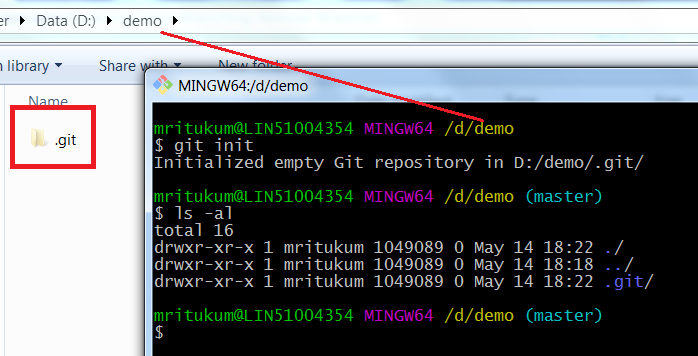 er ▸ Data (D:) ▸ demo ▸
library ▾ Share with ▾ New folder
Name
.git
MINGW64:/d/demo
mritukum@LIN51004354 MINGW64 /d/demo
$ git init
Initialized empty Git repository in D:/demo/.git/
mritukum@LIN51004354 MINGW64 /d/demo (master)
$ ls -al
total 16
drwxr-xr-x 1 mritukum 1049089 0 May 14 18:22 ./
drwxr-xr-x 1 mritukum 1049089 0 May 14 18:18 ../
drwxr-xr-x 1 mritukum 1049089 0 May 14 18:22 .git/
mritukum@LIN51004354 MINGW64 /d/demo (master)
$